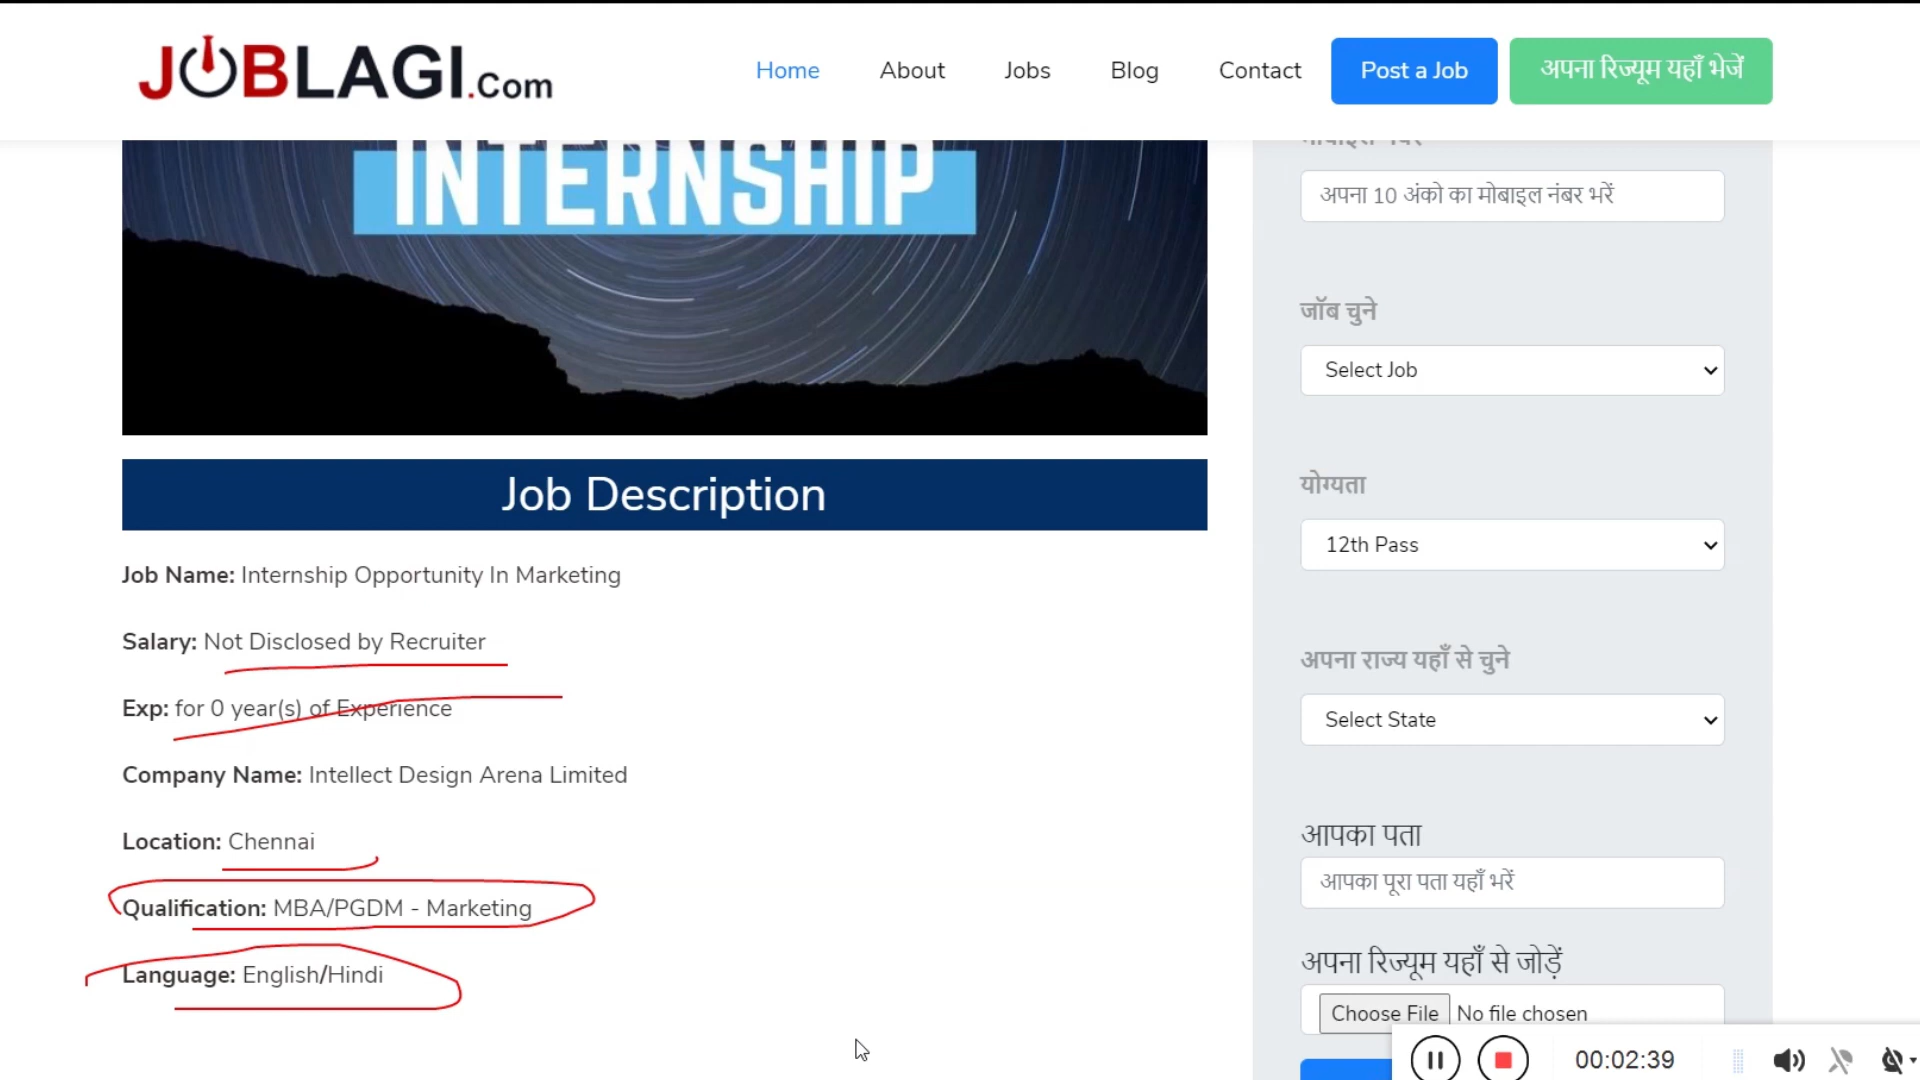 JOBLAGI.Com
Home About Jobs Blog Contact Post a Job अपना रिज्यूम यहाँ भेजें
INTERNSHIP
Job Description
Job Name: Internship Opportunity In Marketing
Salary: Not Disclosed by Recruiter
Exp: for 0 year(s) of Experience
Company Name: Intellect Design Arena Limited
Location: Chennai
Qualification: MBA/PGDM - Marketing
Language: English/Hindi
अपना 10 अंको का मोबाइल नंबर भरें
जॉब चुने
Select Job
योग्यता
12th Pass
अपना राज्य यहाँ से चुने
Select State
आपका पता
आपका पूरा पता यहाँ भरें
अपना रिज्यूम यहाँ से जोड़ें
Choose File No file chosen
00:02:39